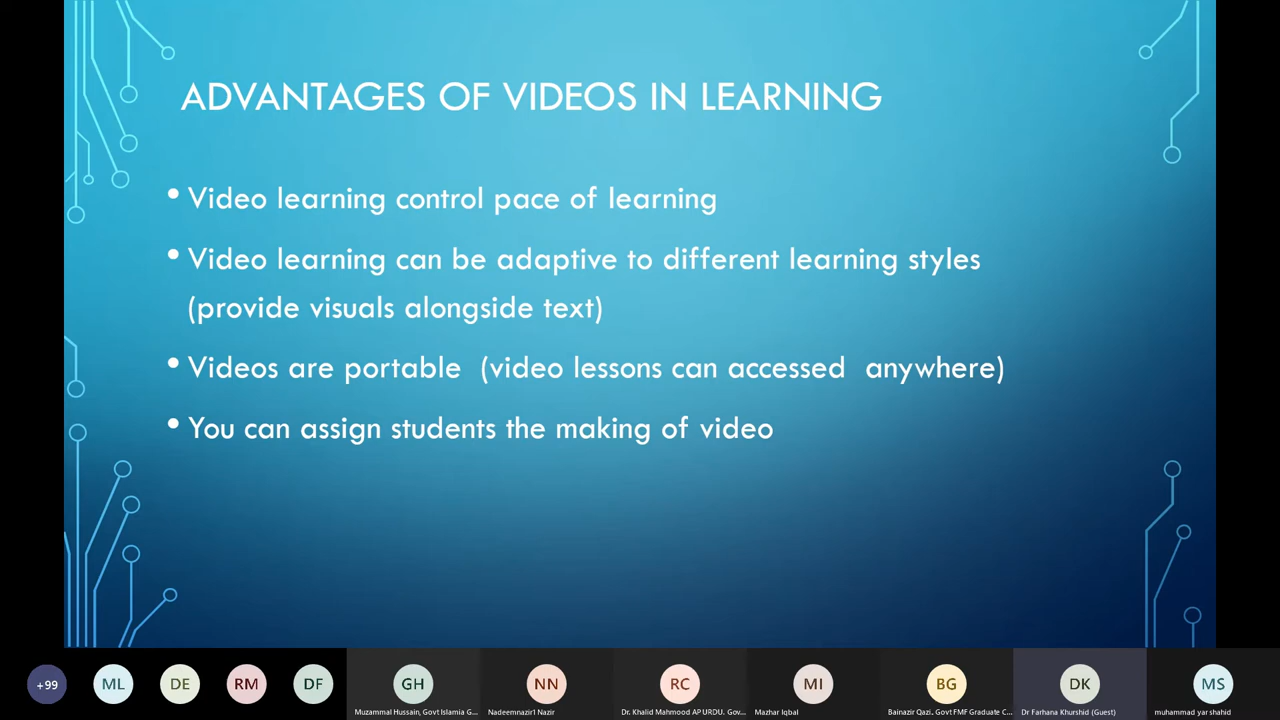 ADVANTAGES OF VIDEOS IN LEARNING
• Video learning control pace of learning
• Video learning can be adaptive to different learning styles
(provide visuals alongside text)
• Videos are portable (video lessons can accessed anywhere)
• You can assign students the making of video
+99 ML DE RM DF GH NN RC MI BG DK MS
Muzammal Hussain, Govt Islamia G... Nadeemnazir1 Nazir Dr. Khalid Mahmood AP URDU. Gov... Mazhar Iqbal Bainazir Qazi.. Govt FMF Graduate C... Dr Farhana Khurshid (Guest) muhammad yar shahid